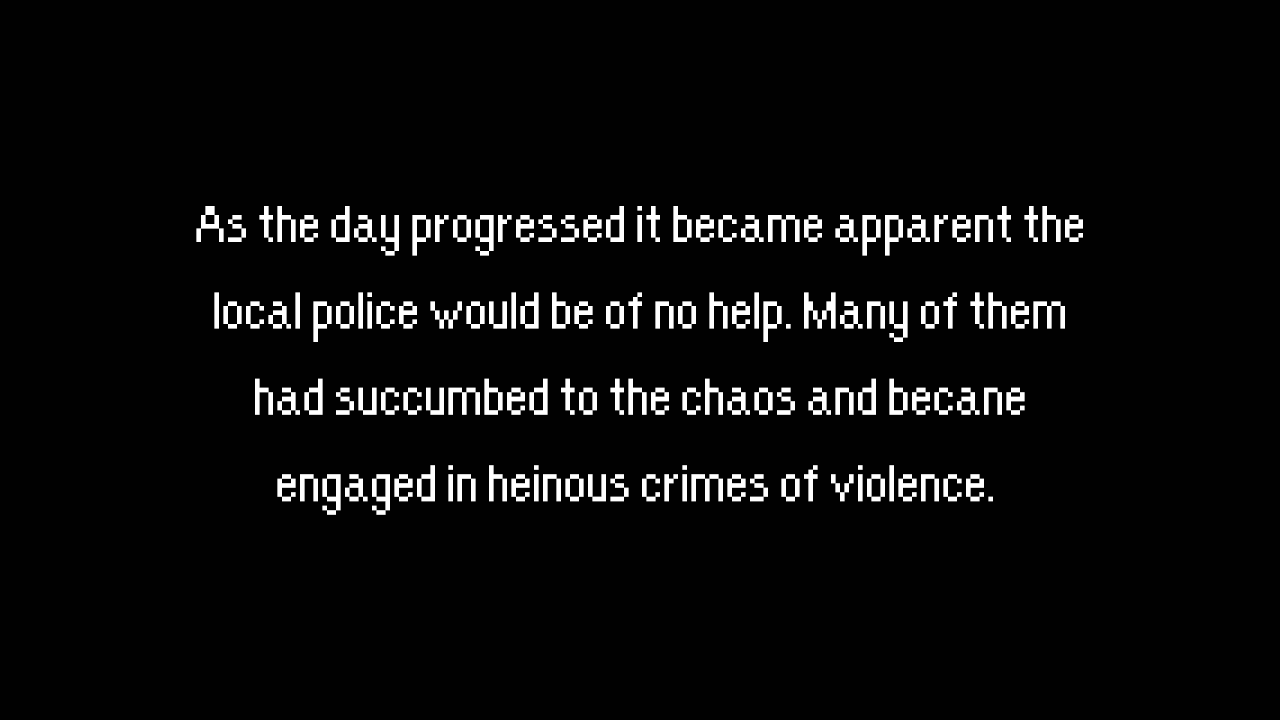 As the day progressed it became apparent the
local police would be of no help. Many of them
had succumbed to the chaos and becane
engaged in heinous crimes of violence.